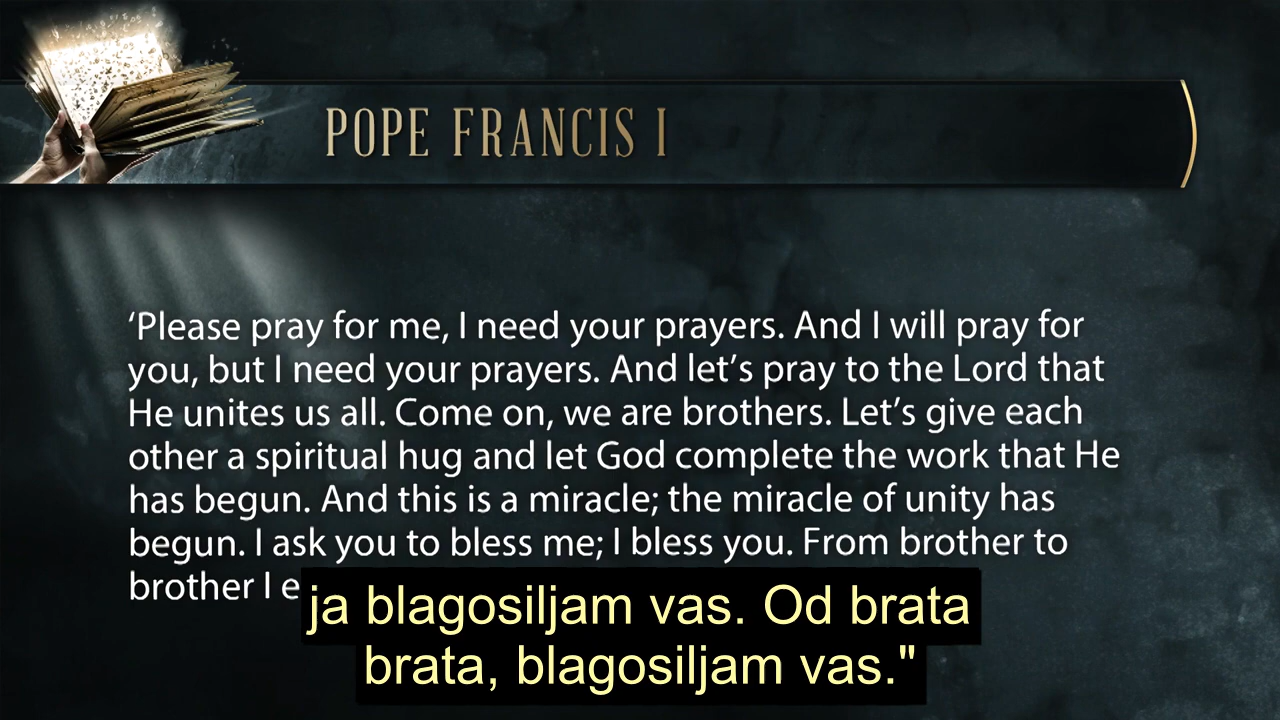 POPE FRANCIS I
‘Please pray for me, I need your prayers. And I will pray for
you, but I need your prayers. And let’s pray to the Lord that
He unites us all. Come on, we are brothers. Let’s give each
other a spiritual hug and let God complete the work that He
has begun. And this is a miracle; the miracle of unity has
begun. I ask you to bless me; I bless you. From brother to
brother I
ja blagosiljam vas. Od brata
brata, blagosiljam vas."